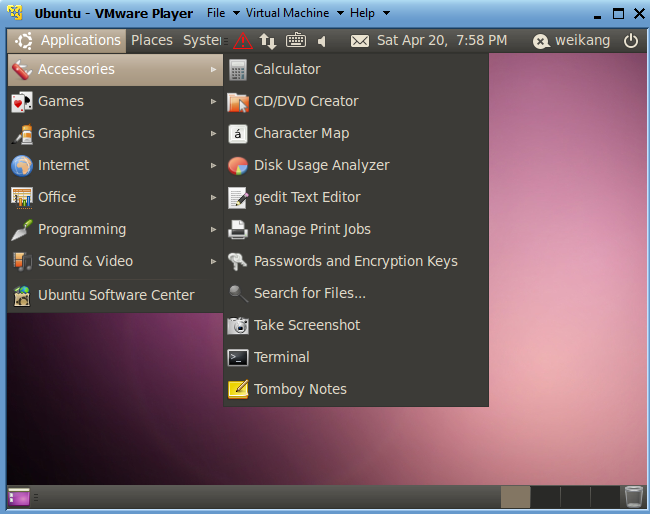 Ubuntu - VMware Player File Virtual Machine Help
Applications Places Syster Sat Apr 20, 7:58 PM weikang
Accessories
Games
Graphics
Internet
Office
Programming
Sound & Video
Ubuntu Software Center
Calculator
CD/DVD Creator
á Character Map
Disk Usage Analyzer
gedit Text Editor
Manage Print Jobs
Passwords and Encryption Keys
Search for Files...
Take Screenshot
>_ Terminal
Tomboy Notes